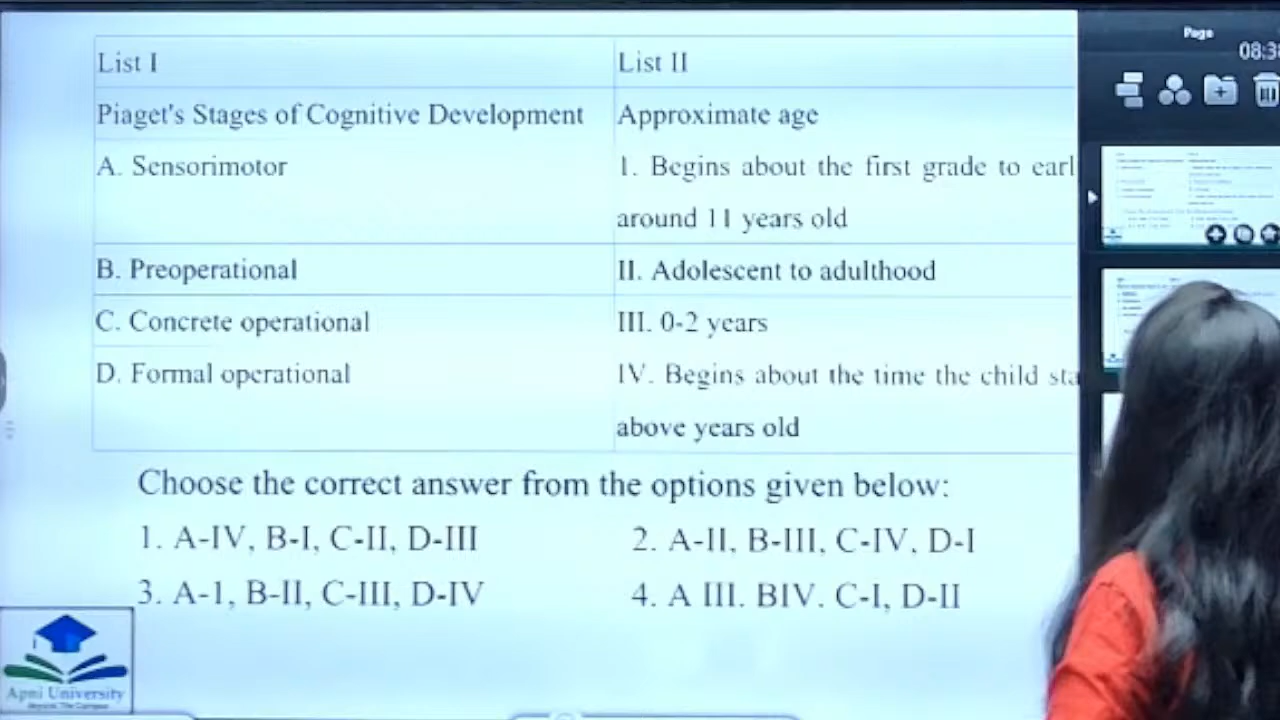 List I
List II
Piaget's Stages of Cognitive Development
Approximate age
A. Sensorimotor
1. Begins about the first grade to
around 11 years old
B. Preoperational
II. Adolescent to adulthood
C. Concrete operational
III. 0-2 years
D. Formal operational
IV. Begins about the time the child
above years old
Choose the correct answer from the options given below:
1. A-IV, B-I, C-II, D-III
2. A-II, B-III, C-IV, D-I
3. A-1, B-II, C-III, D-IV
4. A III. BIV. C-I, D-II
Page
Apni University
Beyond The Campus